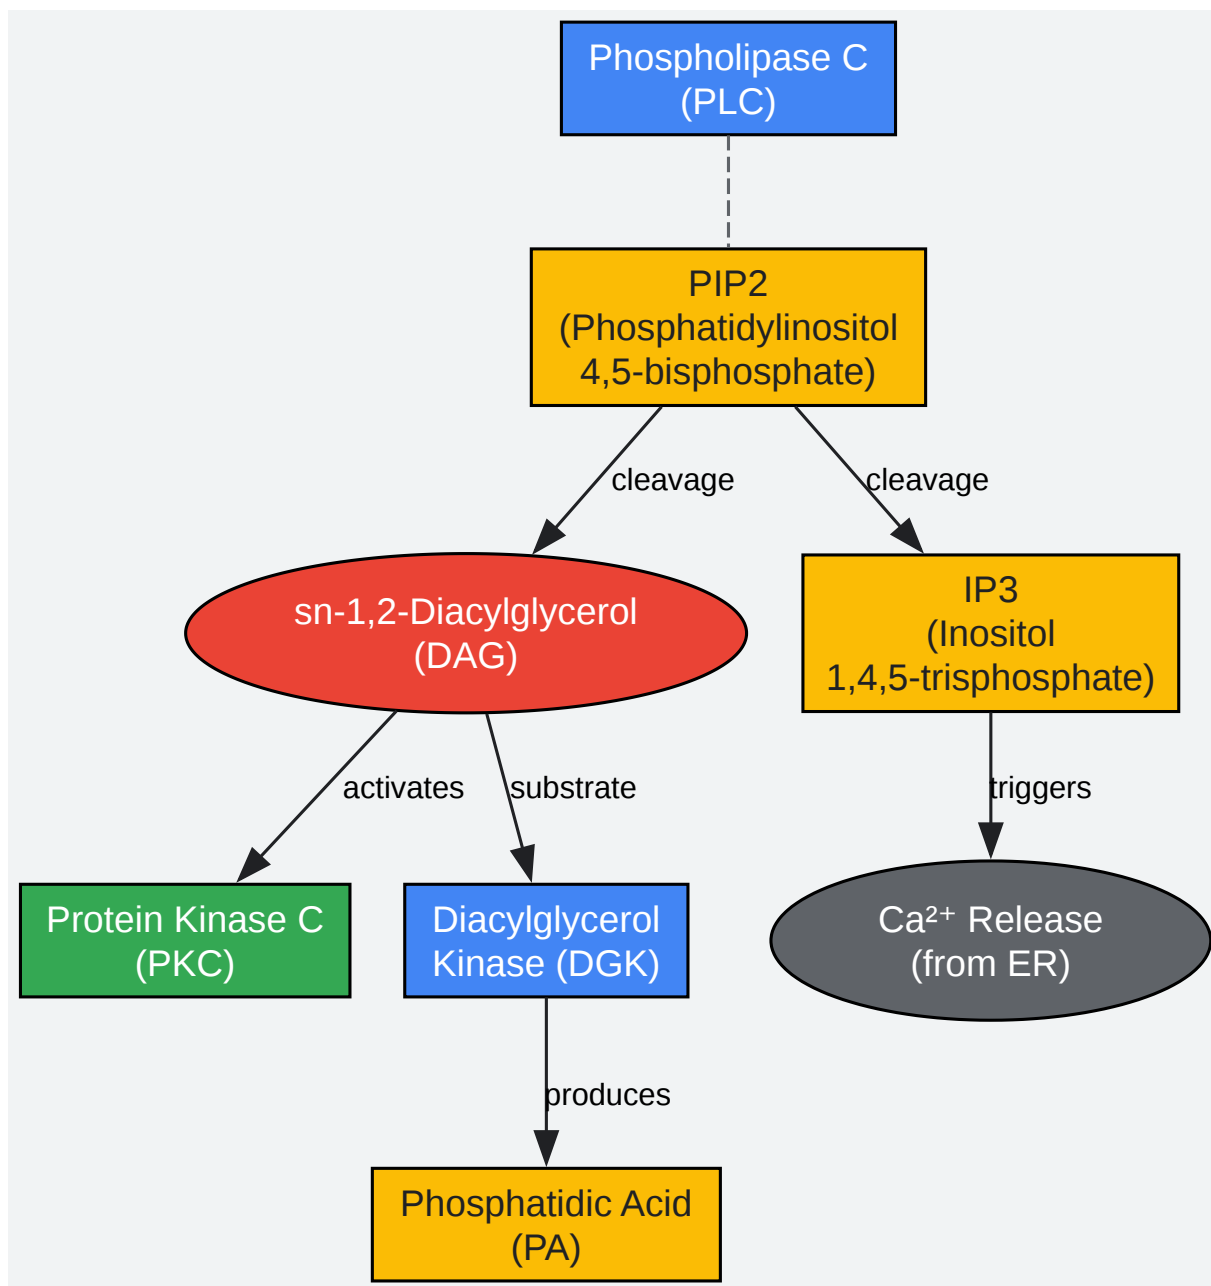 Phospholipase C
(PLC)
PIP2
(Phosphatidylinositol
4,5-bisphosphate)
cleavage
cleavage
sn-1,2-Diacylglycerol
(DAG)
IP3
(Inositol
1,4,5-trisphosphate)
activates
substrate
triggers
Protein Kinase C
(PKC)
Diacylglycerol
Kinase (DGK)
Ca²⁺ Release
(from ER)
produces
Phosphatidic Acid
(PA)